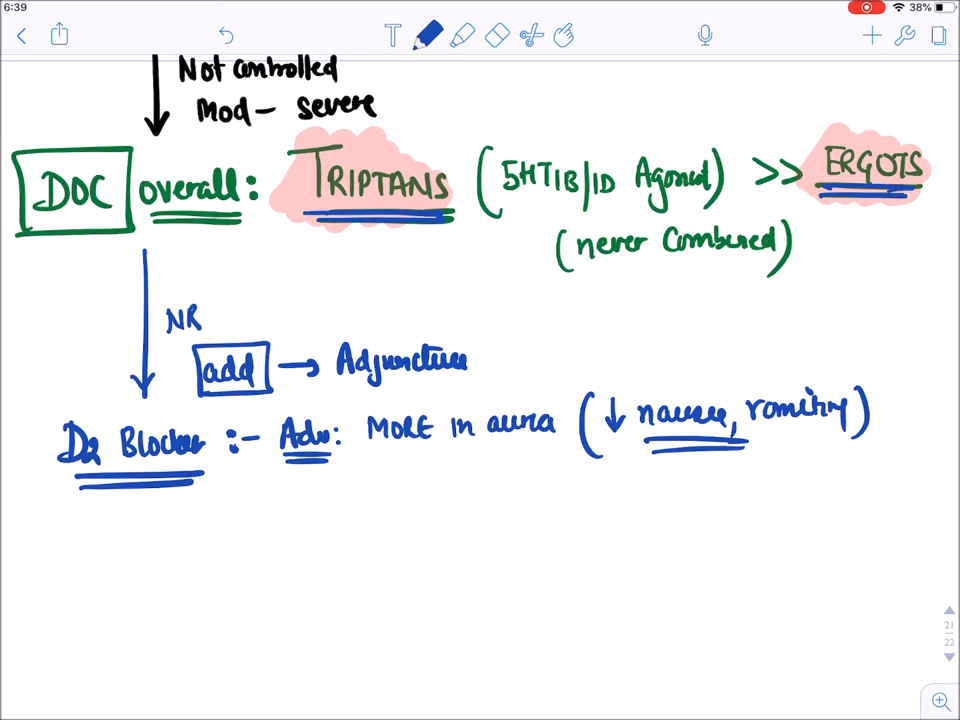 6:39
38%
Not controlled
Mod - severe
DOC overall : TRIPTANS (5HT1B/1D Agonist) >> ERGOTS
(never Combined)
NR
add → Adjunctive
D2 Blocker :- Adv: MORE in aura (↓ nausea, vomiting)
21
22